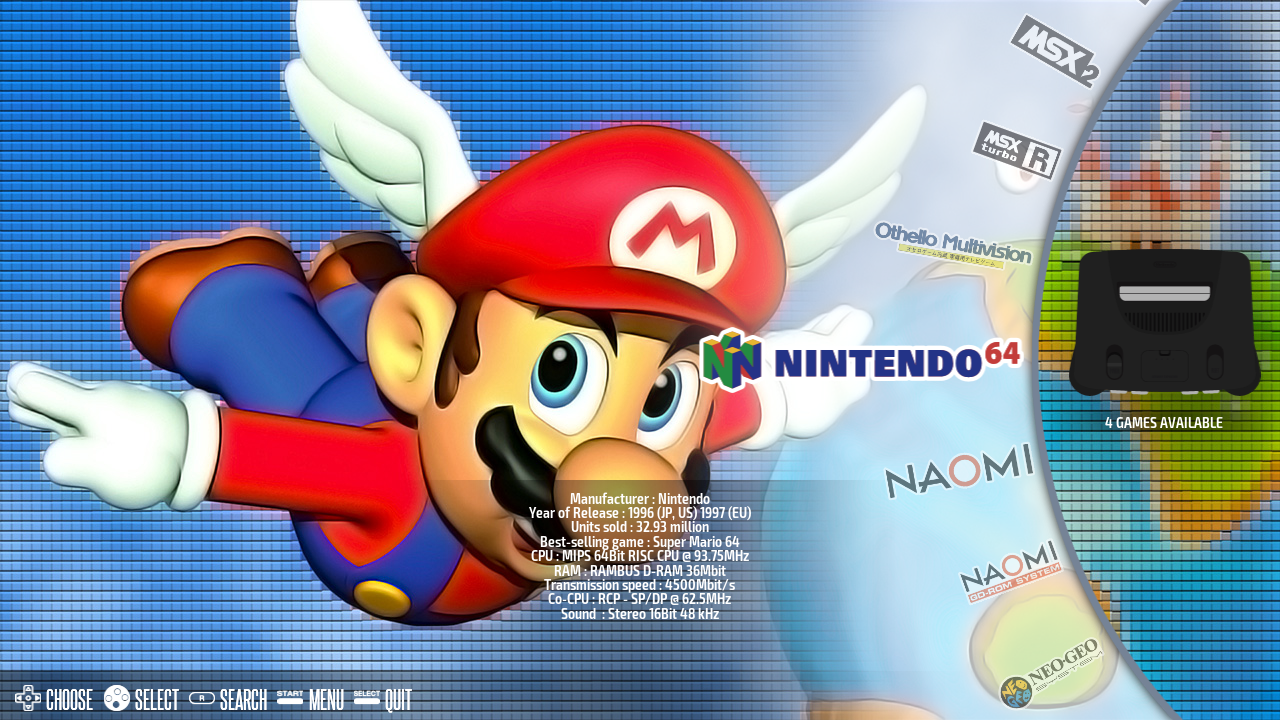 MSX2
MSX
turbo R
Othello Multivision
M
NINTENDO64
4 GAMES AVAILABLE
NAOMI
Manufacturer : Nintendo
Year of Release : 1996 (JP, US) 1997 (EU)
Units sold : 32.93 million
Best-selling game : Super Mario 64
CPU : MIPS 64Bit RISC CPU @ 93.75MHz
RAM : RAMBUS D-RAM 36Mbit
Transmission speed : 4500Mbit/s
Co-CPU : RCP - SP/DP @ 62.5MHz
Sound : Stereo 16Bit 48 kHz
NAOMI
GD-ROM SYSTEM
NEO•GEO
NEO
GEO
CHOOSE
SELECT
R SEARCH
START MENU
SELECT QUIT